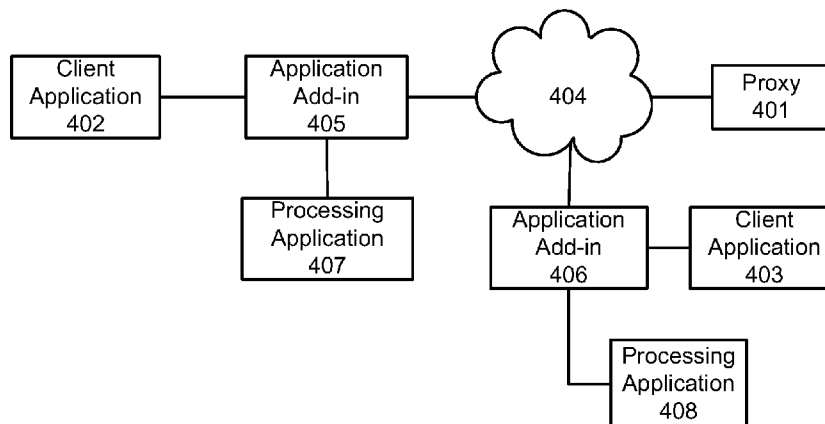 Client
Application
402
Application
Add-in
405
404
Proxy
401
Processing
Application
407
Application
Add-in
406
Client
Application
403
Processing
Application
408